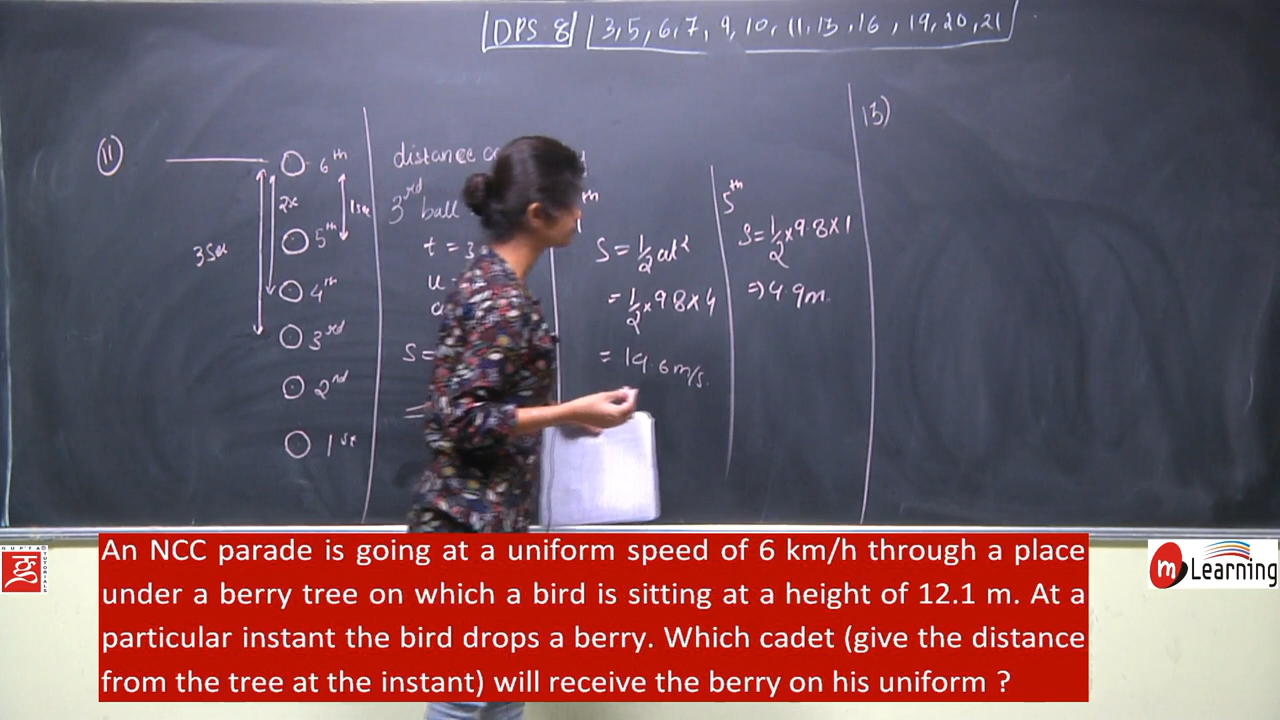 DPS 8 3, 5, 6, 7, 9, 10, 11, 13, 16, 19, 20, 21
11
6th
5th
4th
3rd
2nd
1st
2x
1sec
3sec
distance
3rd ball
t = 3
u
S =
=
th
S = 1/2 at²
= 1/2 × 9.8 × 4
= 19.6 m/s.
5th
S = 1/2 × 9.8 × 1
⇒ 4.9m.
13)
An NCC parade is going at a uniform speed of 6 km/h through a place
under a berry tree on which a bird is sitting at a height of 12.1 m. At a
particular instant the bird drops a berry. Which cadet (give the distance
from the tree at the instant) will receive the berry on his uniform ?
GUPTA
TUTORIALS
m Learning